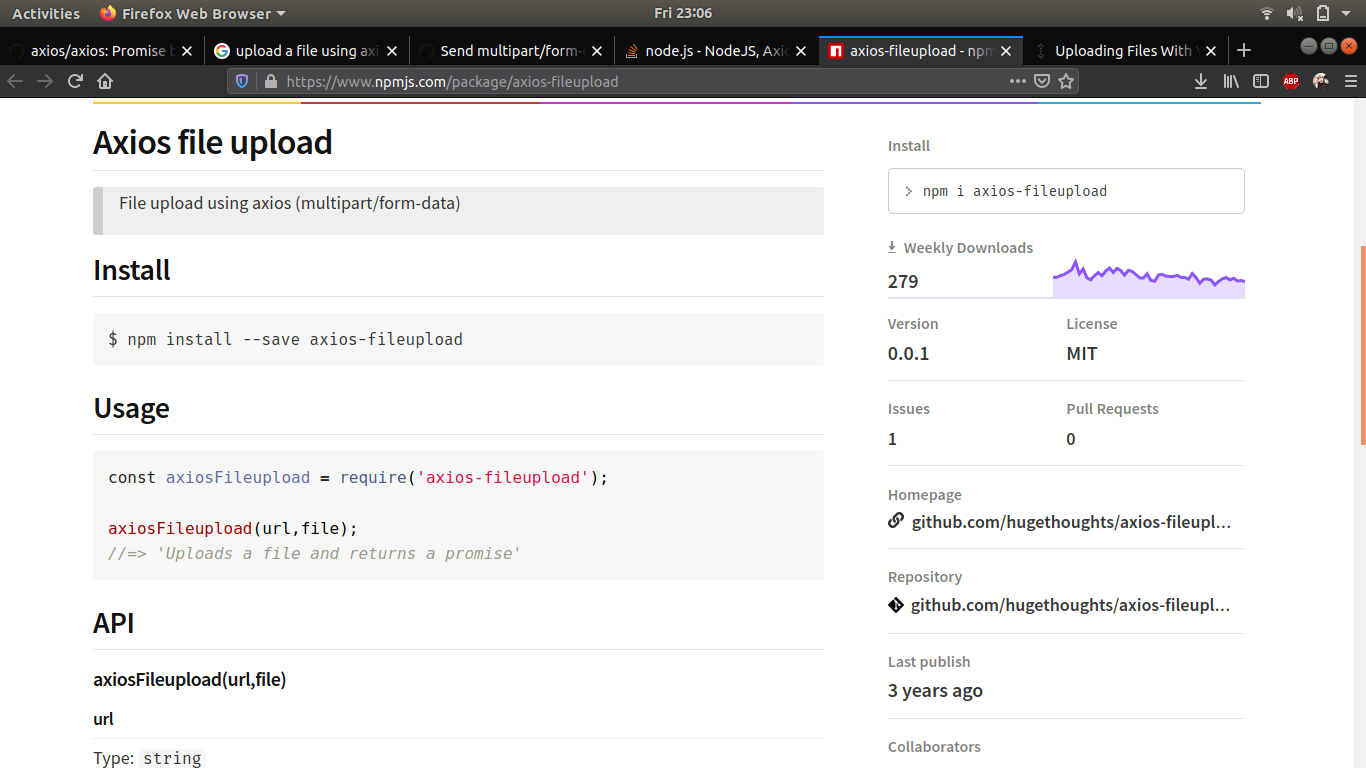 Activities
Firefox Web Browser
Fri 23:06
axios/axios: Promise b
upload a file using axi
Send multipart/form-
node.js - NodeJS, Axio
axios-fileupload - npm
Uploading Files With
https://www.npmjs.com/package/axios-fileupload
ABP
Axios file upload
File upload using axios (multipart/form-data)
Install
$ npm install --save axios-fileupload
Usage
const axiosFileupload = require('axios-fileupload');
axiosFileupload(url,file);
//=> 'Uploads a file and returns a promise'
API
axiosFileupload(url,file)
url
Type: string
Install
> npm i axios-fileupload
Weekly Downloads
279
Version
License
0.0.1
MIT
Issues
Pull Requests
1
0
Homepage
github.com/hugethoughts/axios-fileupl...
Repository
github.com/hugethoughts/axios-fileupl...
Last publish
3 years ago
Collaborators